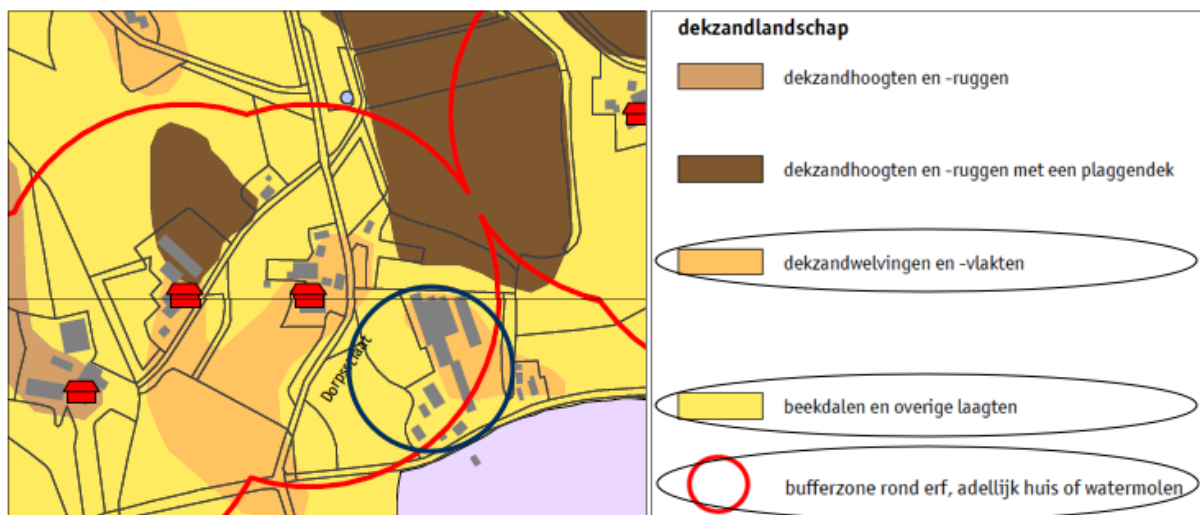 Dorpsstraat
dekzandlandschap
dekzandhoogten en -ruggen
dekzandhoogten en -ruggen met een plaggendek
dekzandwelvingen en -vlakten
beekdalen en overige laagten
bufferzone rond erf, adellijk huis of watermolen